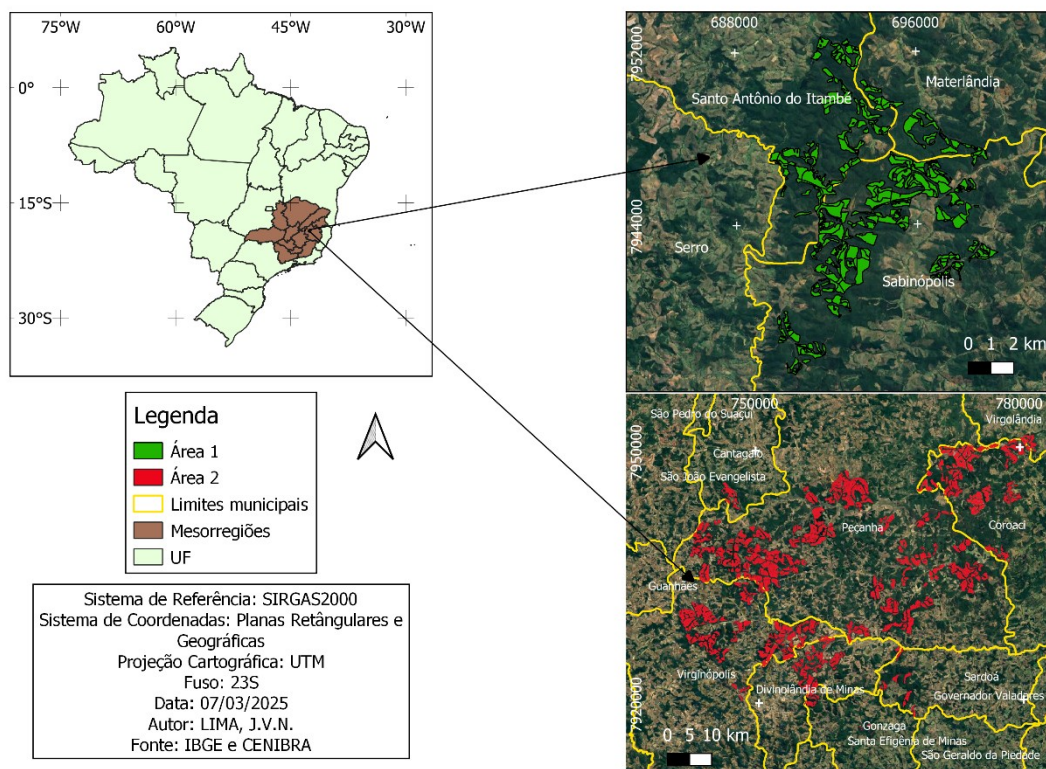 75°W
60°W
45°W
30°W
0°
15°S
30°S
Legenda
Área 1
Área 2
Limites municipais
Mesorregiões
UF
Sistema de Referência: SIRGAS2000
Sistema de Coordenadas: Planas Retângulares e
Geográficas
Projeção Cartográfica: UTM
Fuso: 23S
Data: 07/03/2025
Autor: LIMA, J.V.N.
Fonte: IBGE e CENIBRA
688000
696000
7952000
7944000
Materlândia
Santo Antônio do Itambé
Serro
Sabinópolis
0 1 2 km
750000
780000
7950000
7920000
São Pedro do Suaçuí
Virgolândia
Cantagalo
São João Evangelista
Peçanha
Coroaci
Guanhães
Virginópolis
Divinolândia de Minas
Sardoá
Governador Valadares
Gonzaga
Santa Efigênia de Minas
São Geraldo da Piedade
0 5 10 km